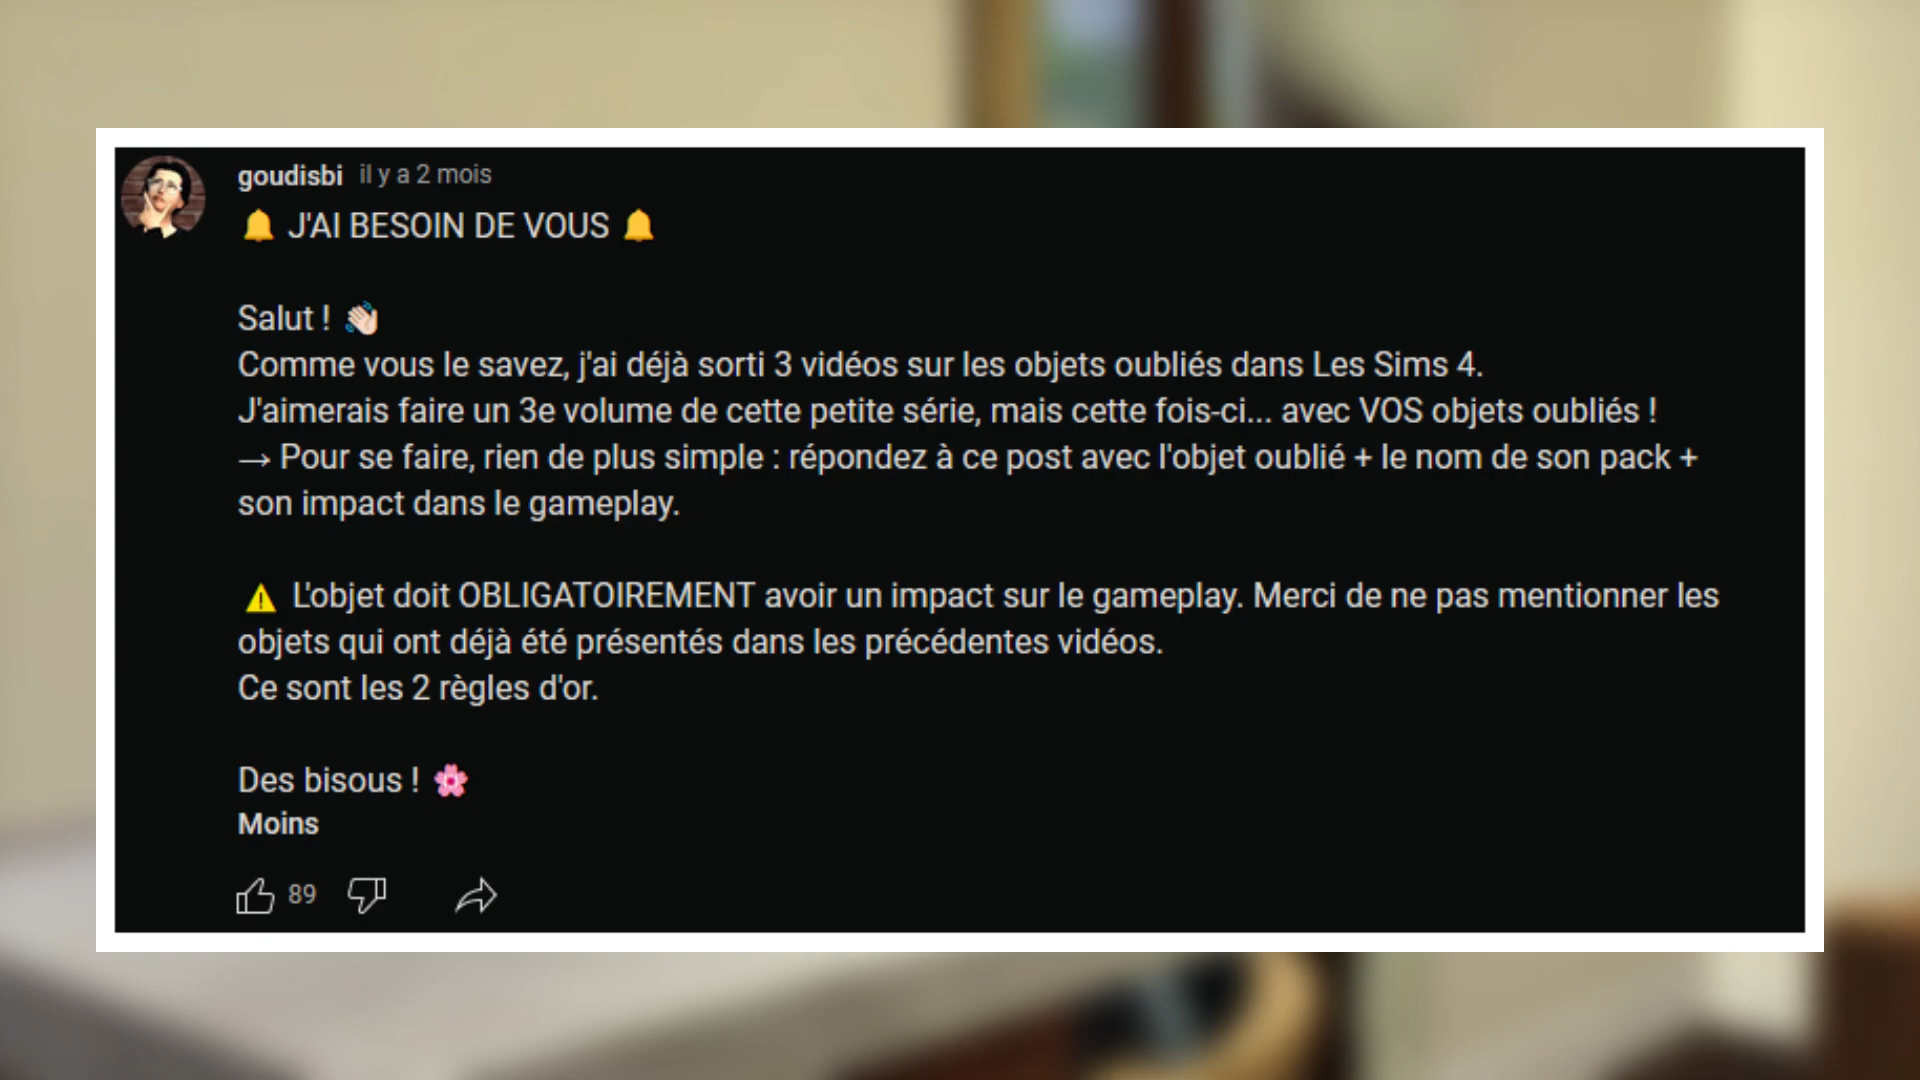 goudisbi il y a 2 mois
🔔 J'AI BESOIN DE VOUS 🔔
Salut ! 👋🏻
Comme vous le savez, j'ai déjà sorti 3 vidéos sur les objets oubliés dans Les Sims 4.
J'aimerais faire un 3e volume de cette petite série, mais cette fois-ci... avec VOS objets oubliés !
→ Pour se faire, rien de plus simple : répondez à ce post avec l'objet oublié + le nom de son pack +
son impact dans le gameplay.
⚠️ L'objet doit OBLIGATOIREMENT avoir un impact sur le gameplay. Merci de ne pas mentionner les
objets qui ont déjà été présentés dans les précédentes vidéos.
Ce sont les 2 règles d'or.
Des bisous ! 🌸
Moins
89